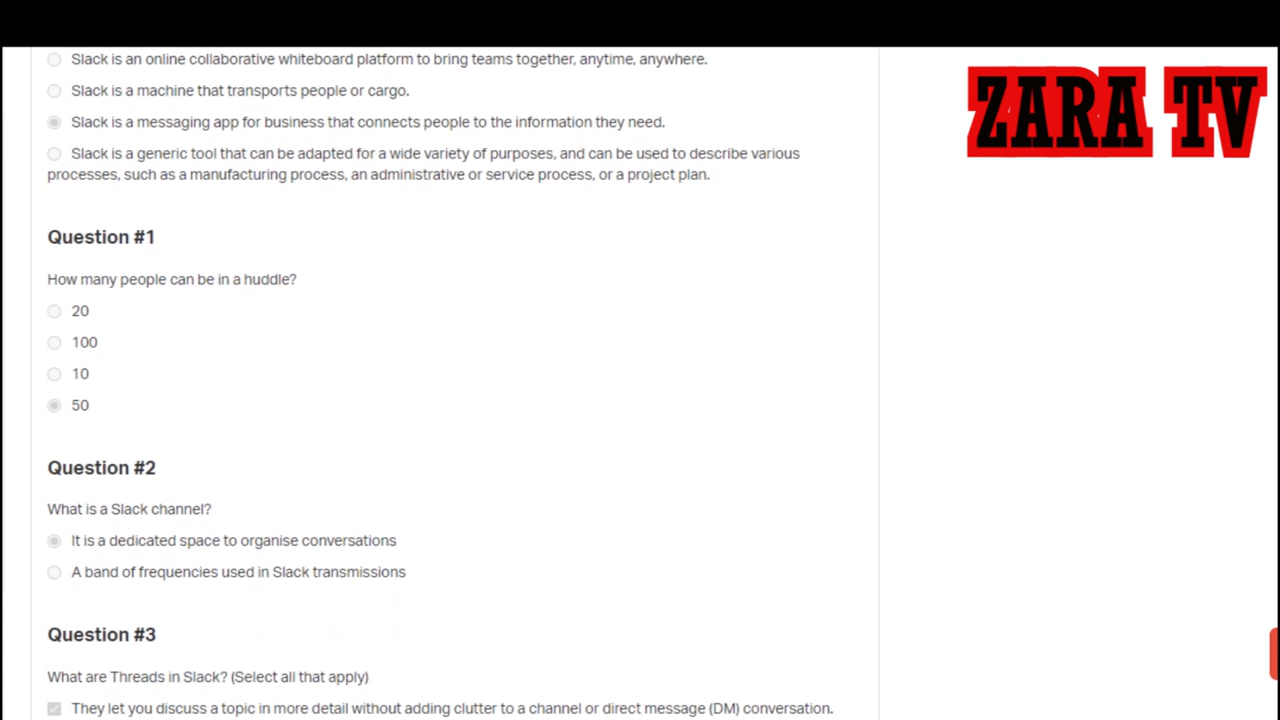 Slack is an online collaborative whiteboard platform to bring teams together, anytime, anywhere.
ZARA TV
Slack is a machine that transports people or cargo.
Slack is a messaging app for business that connects people to the information they need.
Slack is a generic tool that can be adapted for a wide variety of purposes, and can be used to describe various
processes, such as a manufacturing process, an administrative or service process, or a project plan.
Question #1
How many people can be in a huddle?
20
100
10
50
Question #2
What is a Slack channel?
It is a dedicated space to organise conversations
A band of frequencies used in Slack transmissions
Question #3
What are Threads in Slack? (Select all that apply)
They let you discuss a topic in more detail without adding clutter to a channel or direct message (DM) conversation.